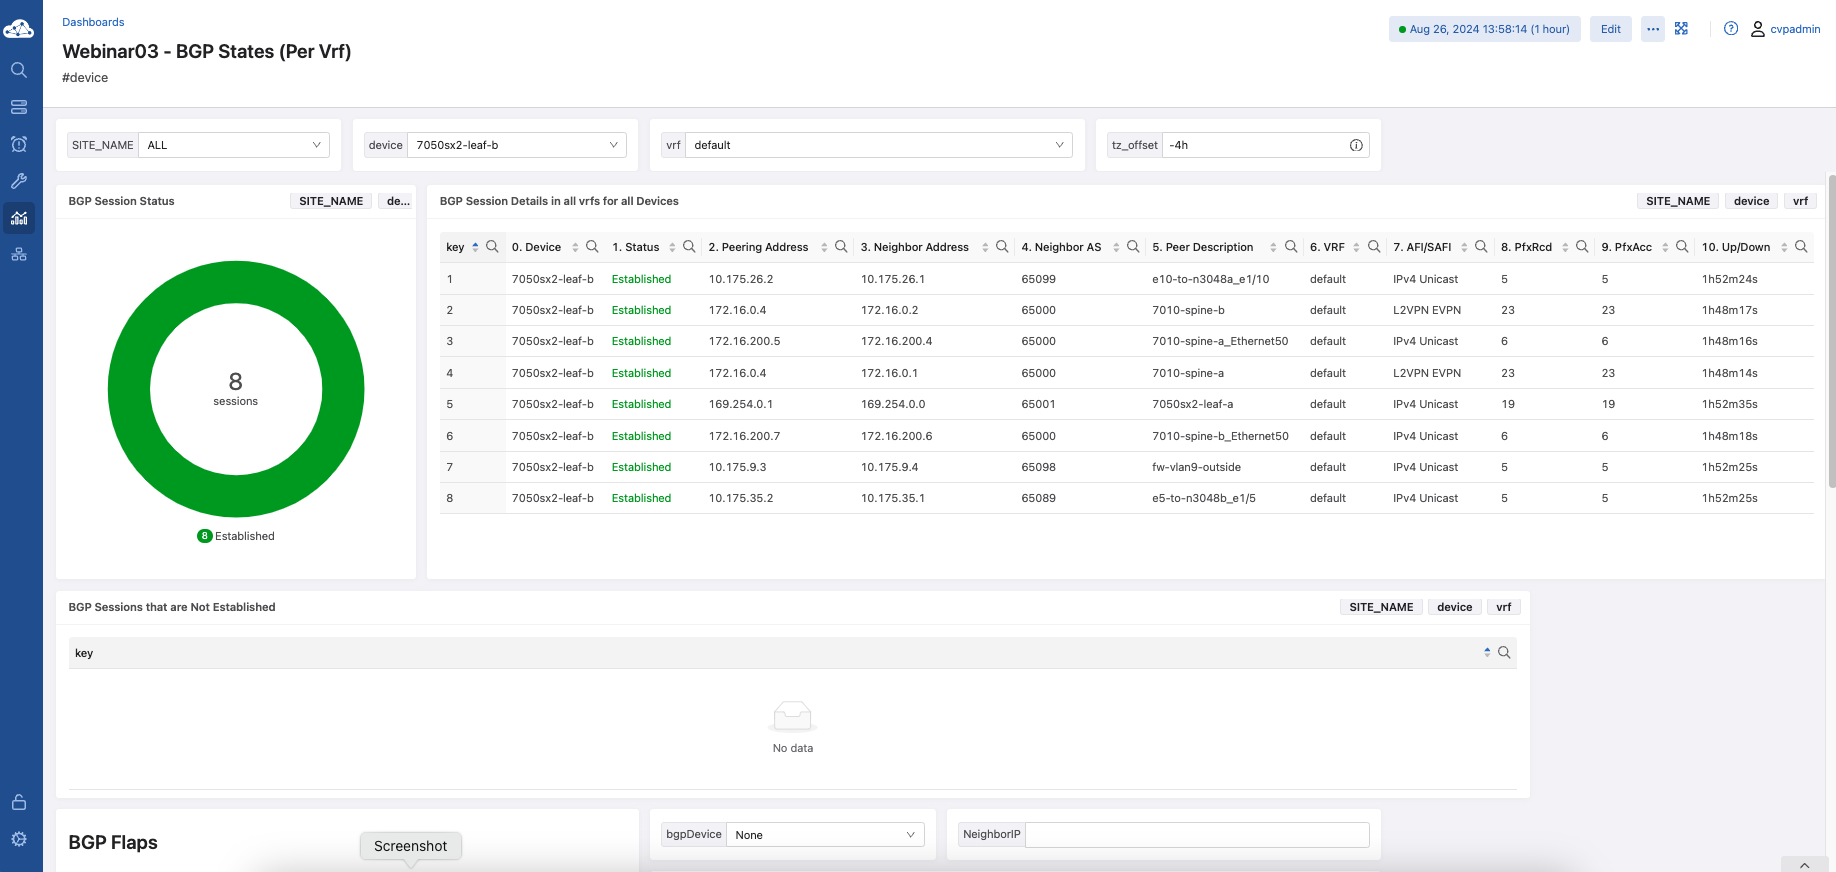 Dashboards
Webinar03 - BGP States (Per Vrf)
#device
Aug 26, 2024 13:58:14 (1 hour)
Edit
cvpadmin
SITE_NAME ALL
device 7050sx2-leaf-b
vrf default
tz_offset -4h
BGP Session Status SITE_NAME de...
8
sessions
8 Established
BGP Session Details in all vrfs for all Devices SITE_NAME device vrf
key 0. Device 1. Status 2. Peering Address 3. Neighbor Address 4. Neighbor AS 5. Peer Description 6. VRF 7. AFI/SAFI 8. PfxRcd 9. PfxAcc 10. Up/Down
1 7050sx2-leaf-b Established 10.175.26.2 10.175.26.1 65099 e10-to-n3048a_e1/10 default IPv4 Unicast 5 5 1h52m24s
2 7050sx2-leaf-b Established 172.16.0.4 172.16.0.2 65000 7010-spine-b default L2VPN EVPN 23 23 1h48m17s
3 7050sx2-leaf-b Established 172.16.200.5 172.16.200.4 65000 7010-spine-a_Ethernet50 default IPv4 Unicast 6 6 1h48m16s
4 7050sx2-leaf-b Established 172.16.0.4 172.16.0.1 65000 7010-spine-a default L2VPN EVPN 23 23 1h48m14s
5 7050sx2-leaf-b Established 169.254.0.1 169.254.0.0 65001 7050sx2-leaf-a default IPv4 Unicast 19 19 1h52m35s
6 7050sx2-leaf-b Established 172.16.200.7 172.16.200.6 65000 7010-spine-b_Ethernet50 default IPv4 Unicast 6 6 1h48m18s
7 7050sx2-leaf-b Established 10.175.9.3 10.175.9.4 65098 fw-vlan9-outside default IPv4 Unicast 5 5 1h52m25s
8 7050sx2-leaf-b Established 10.175.35.2 10.175.35.1 65089 e5-to-n3048b_e1/5 default IPv4 Unicast 5 5 1h52m25s
BGP Sessions that are Not Established SITE_NAME device vrf
key
No data
BGP Flaps
bgpDevice None
NeighborIP
Screenshot